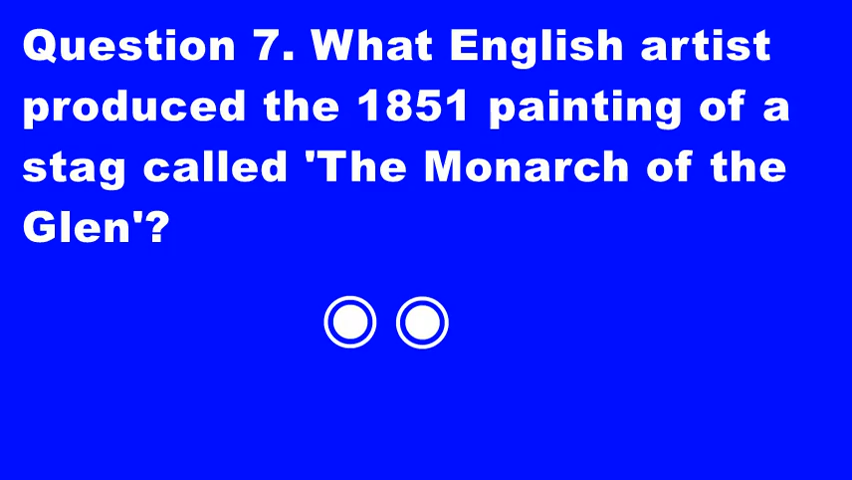 Question 7. What English artist
produced the 1851 painting of a
stag called 'The Monarch of the
Glen'?